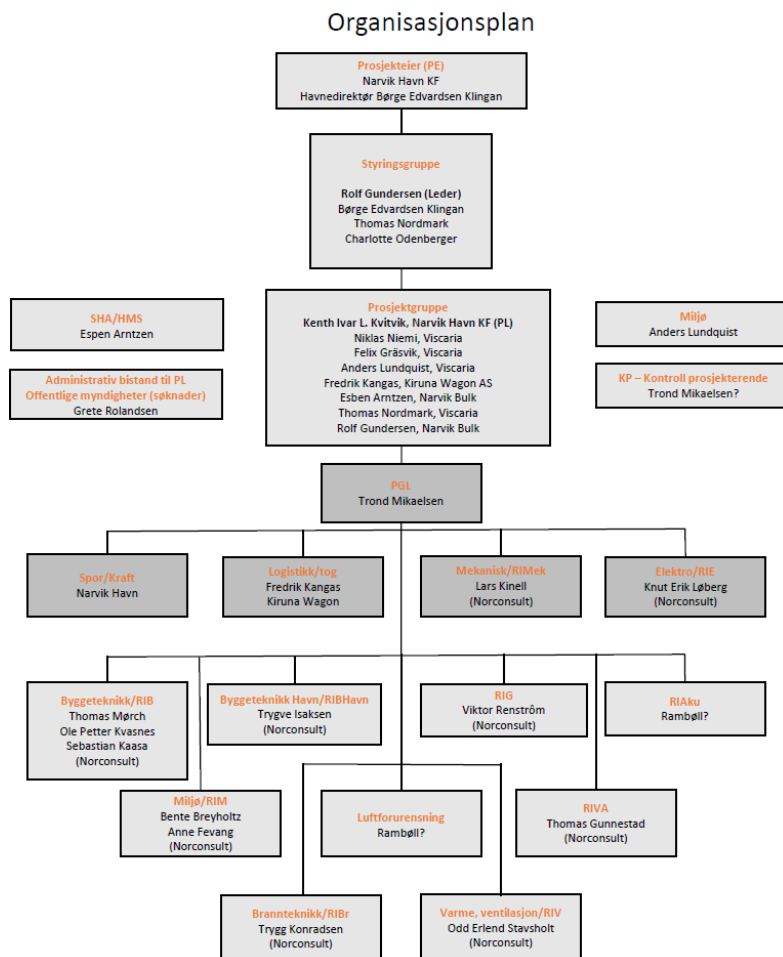 Organisasjonsplan
Prosjekteier (PE)
Narvik Havn KF
Havnedirektør Børge Edvardsen Klingan
Styringsgruppe
Rolf Gundersen (Leder)
Børge Edvardsen Klingan
Thomas Nordmark
Charlotte Odenberger
SHA/HMS
Espen Arntzen
Administrativ bistand til PL
Offentlige myndigheter (søknader)
Grete Rolandsen
Prosjektgruppe
Kenth Ivar L. Kvitvik, Narvik Havn KF (PL)
Niklas Niemi, Viscaria
Felix Gräsvik, Viscaria
Anders Lundquist, Viscaria
Fredrik Kangas, Kiruna Wagon AS
Esben Arntzen, Narvik Bulk
Thomas Nordmark, Viscaria
Rolf Gundersen, Narvik Bulk
Miljø
Anders Lundquist
KP – Kontroll prosjekterende
Trond Mikaelsen?
PGL
Trond Mikaelsen
Spor/Kraft
Narvik Havn
Logistikk/tog
Fredrik Kangas
Kiruna Wagon
Mekanisk/RIMek
Lars Kinell
(Norconsult)
Elektro/RIE
Knut Erik Løberg
(Norconsult)
Byggeteknikk/RIB
Thomas Mørch
Ole Petter Kvasnes
Sebastian Kaasa
(Norconsult)
Byggeteknikk Havn/RIBHavn
Trygve Isaksen
(Norconsult)
RIG
Viktor Renström
(Norconsult)
RIAku
Rambøll?
Miljø/RIM
Bente Breyholtz
Anne Fevang
(Norconsult)
Luftforurensning
Rambøll?
RIVA
Thomas Gunnestad
(Norconsult)
Brannteknikk/RIBr
Trygg Konradsen
(Norconsult)
Varme, ventilasjon/RIV
Odd Erlend Stavsholt
(Norconsult)